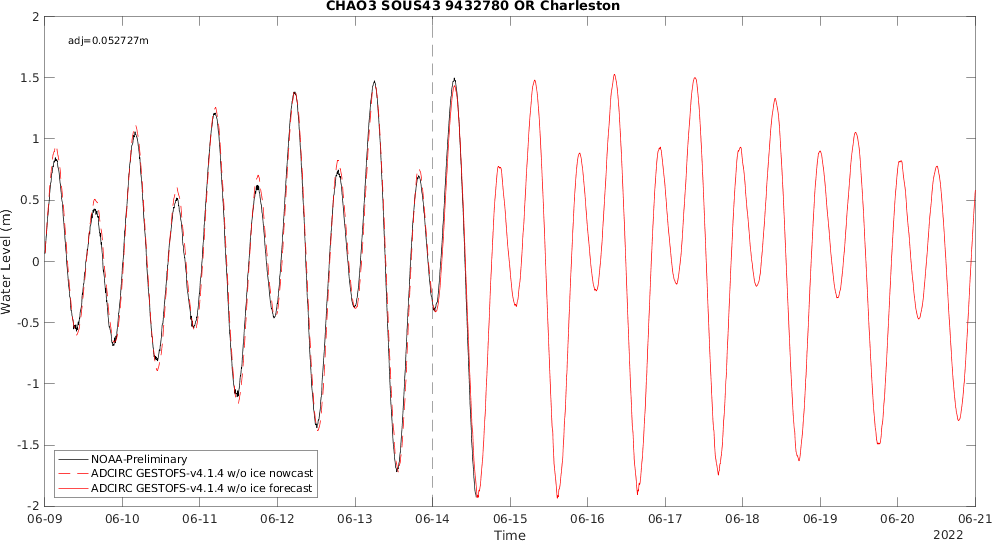 CHAO3 SOUS43 9432780 OR Charleston
adj=0.052727m
2
1.5
1
0.5
0
-0.5
-1
-1.5
-2
Water Level (m)
NOAA-Preliminary
ADCIRC GESTOFS-v4.1.4 w/o ice nowcast
ADCIRC GESTOFS-v4.1.4 w/o ice forecast
06-09 06-10 06-11 06-12 06-13 06-14 06-15 06-16 06-17 06-18 06-19 06-20 06-21
Time
2022